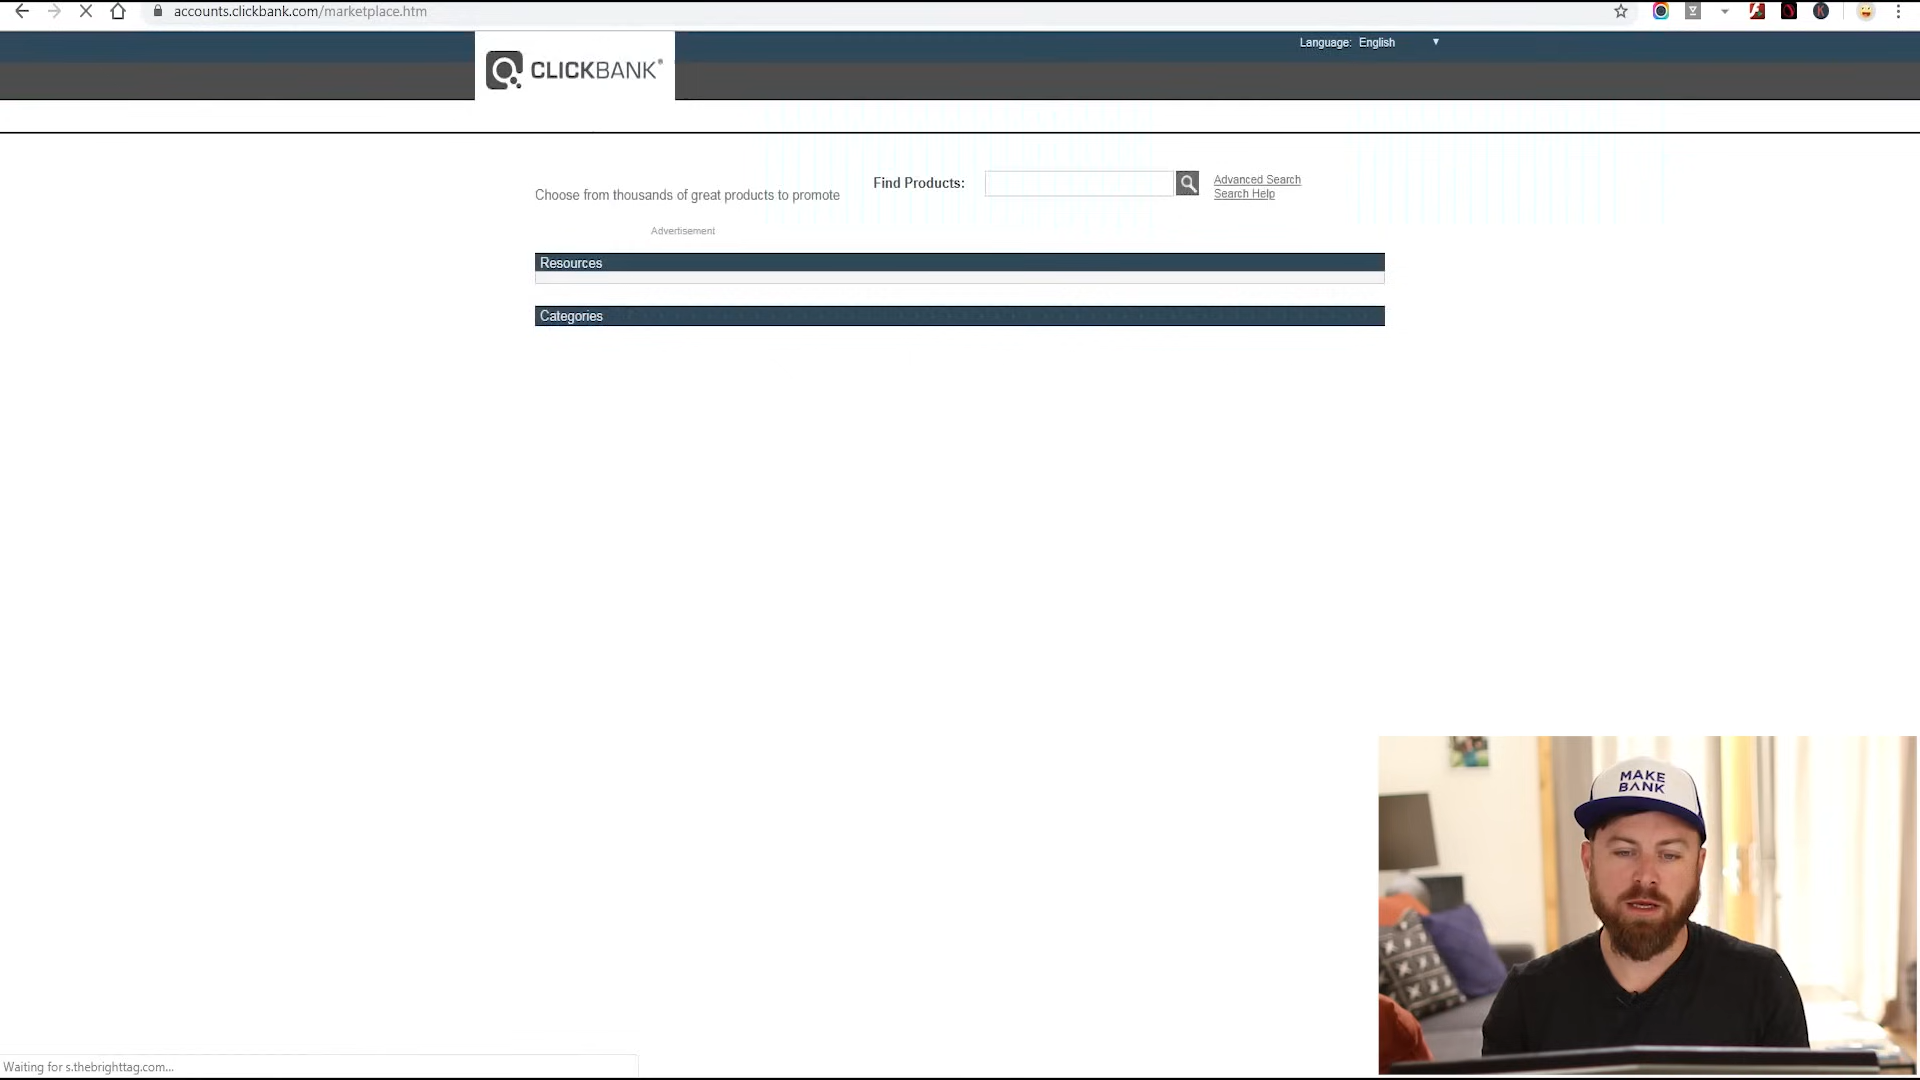 accounts.clickbank.com/marketplace.htm
Language: English
CLICKBANK®
Find Products:
Advanced Search
Search Help
Choose from thousands of great products to promote
Advertisement
Resources
Categories
MAKE
BANK
Waiting for s.thebrighttag.com...